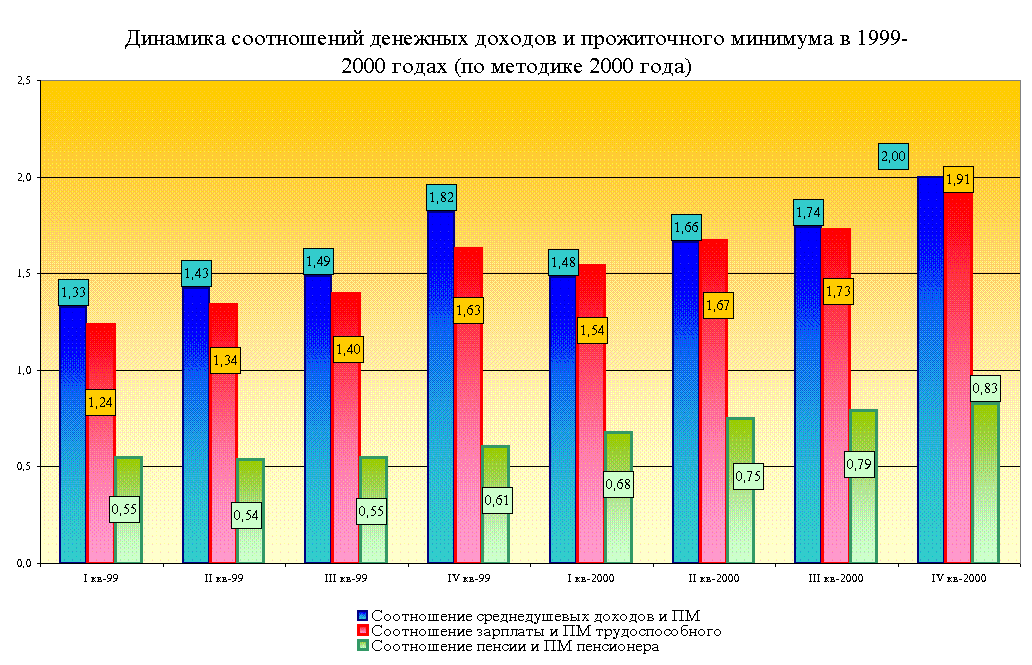 Динамика соотношений денежных доходов и прожиточного минимума в 1999-
2000 годах (по методике 2000 года)
2,5
2,0
1,5
1,0
0,5
0,0
1,33
1,24
0,55
1,43
1,34
0,54
1,49
1,40
0,55
1,82
1,63
0,61
1,48
1,54
0,68
1,66
1,67
0,75
1,74
1,73
0,79
2,00
1,91
0,83
I кв-99
II кв-99
III кв-99
IV кв-99
I кв-2000
II кв-2000
III кв-2000
IV кв-2000
Соотношение среднедушевых доходов и ПМ
Соотношение зарплаты и ПМ трудоспособного
Соотношение пенсии и ПМ пенсионера